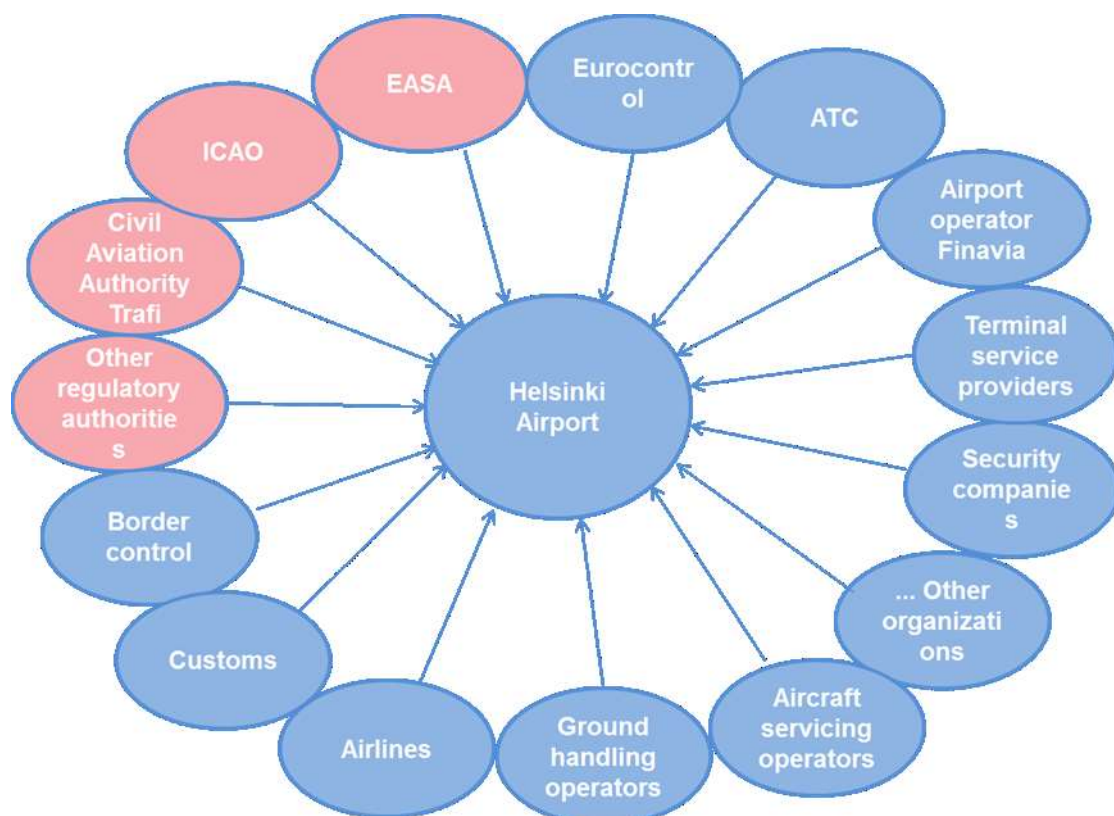 EASA
Eurocontr
ol
ATC
Airport
operator
Finavia
Terminal
service
providers
Security
companie
s
... Other
organizati
ons
Aircraft
servicing
operators
Ground
handling
operators
Airlines
Customs
Border
control
Other
regulatory
authoritie
s
Civil
Aviation
Authority
Trafi
ICAO
Helsinki
Airport